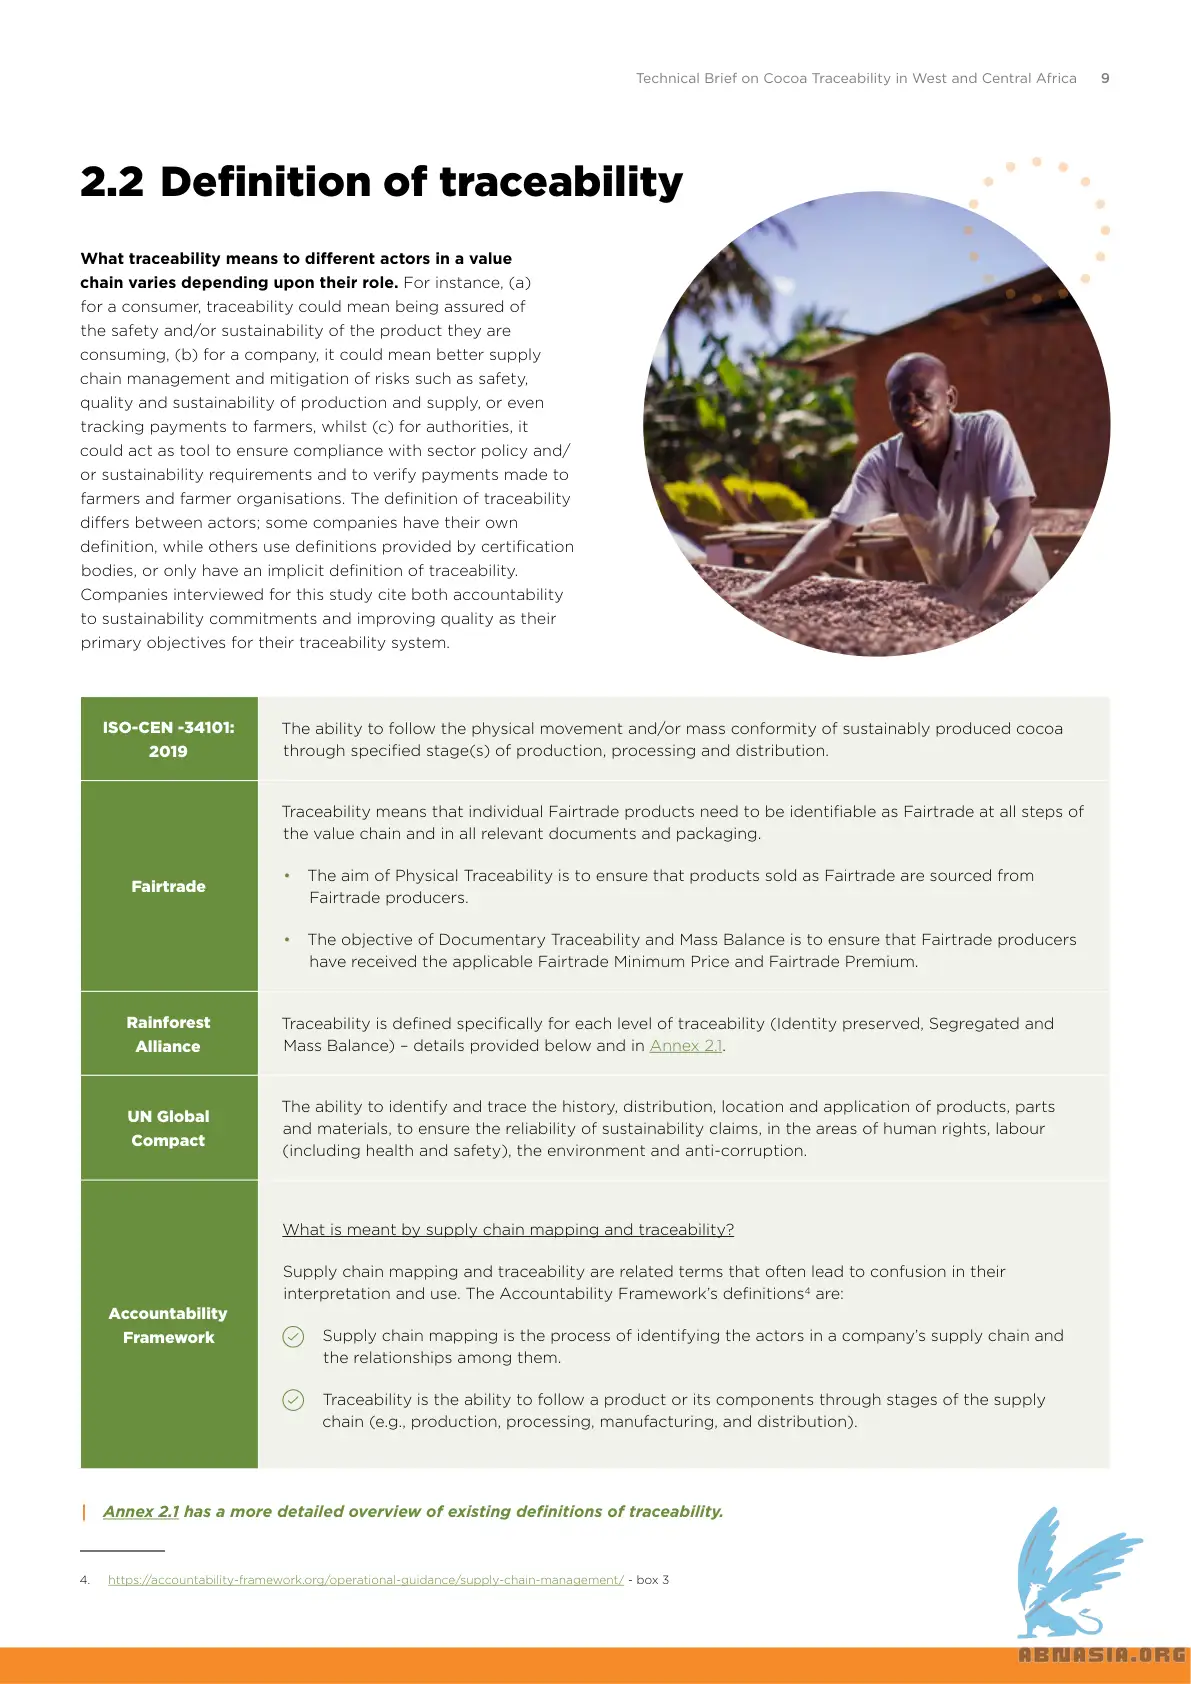 Technical Brief on Cocoa Traceability in West and Central Africa 9
2.2 Definition of traceability
What traceability means to different actors in a value
chain varies depending upon their role. For instance, (a)
for a consumer, traceability could mean being assured of
the safety and/or sustainability of the product they are
consuming, (b) for a company, it could mean better supply
chain management and mitigation of risks such as safety,
quality and sustainability of production and supply, or even
tracking payments to farmers, whilst (c) for authorities, it
could act as tool to ensure compliance with sector policy and/
or sustainability requirements and to verify payments made to
farmers and farmer organisations. The definition of traceability
differs between actors; some companies have their own
definition, while others use definitions provided by certification
bodies, or only have an implicit definition of traceability.
Companies interviewed for this study cite both accountability
to sustainability commitments and improving quality as their
primary objectives for their traceability system.
ISO-CEN -34101:
2019
The ability to follow the physical movement and/or mass conformity of sustainably produced cocoa
through specified stage(s) of production, processing and distribution.
Fairtrade
Traceability means that individual Fairtrade products need to be identifiable as Fairtrade at all steps of
the value chain and in all relevant documents and packaging.
• The aim of Physical Traceability is to ensure that products sold as Fairtrade are sourced from
Fairtrade producers.
• The objective of Documentary Traceability and Mass Balance is to ensure that Fairtrade producers
have received the applicable Fairtrade Minimum Price and Fairtrade Premium.
Rainforest
Alliance
Traceability is defined specifically for each level of traceability (Identity preserved, Segregated and
Mass Balance) – details provided below and in Annex 2.1.
UN Global
Compact
The ability to identify and trace the history, distribution, location and application of products, parts
and materials, to ensure the reliability of sustainability claims, in the areas of human rights, labour
(including health and safety), the environment and anti-corruption.
Accountability
Framework
What is meant by supply chain mapping and traceability?
Supply chain mapping and traceability are related terms that often lead to confusion in their
interpretation and use. The Accountability Framework's definitions⁴ are:
Supply chain mapping is the process of identifying the actors in a company's supply chain and
the relationships among them.
Traceability is the ability to follow a product or its components through stages of the supply
chain (e.g., production, processing, manufacturing, and distribution).
| Annex 2.1 has a more detailed overview of existing definitions of traceability.
4. https://accountability-framework.org/operational-guidance/supply-chain-management/ - box 3
ABNASIA.ORG